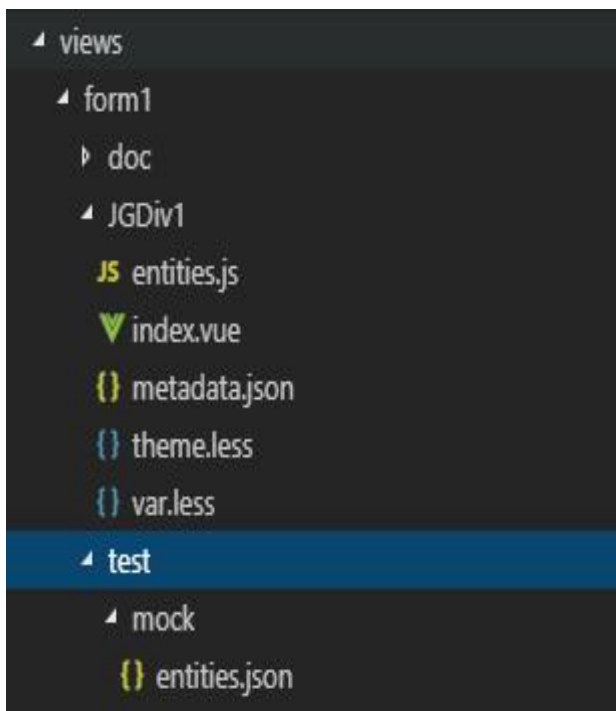 views
form1
doc
JGDiv1
JS entities.js
index.vue
{} metadata.json
{} theme.less
{} var.less
test
mock
{} entities.json